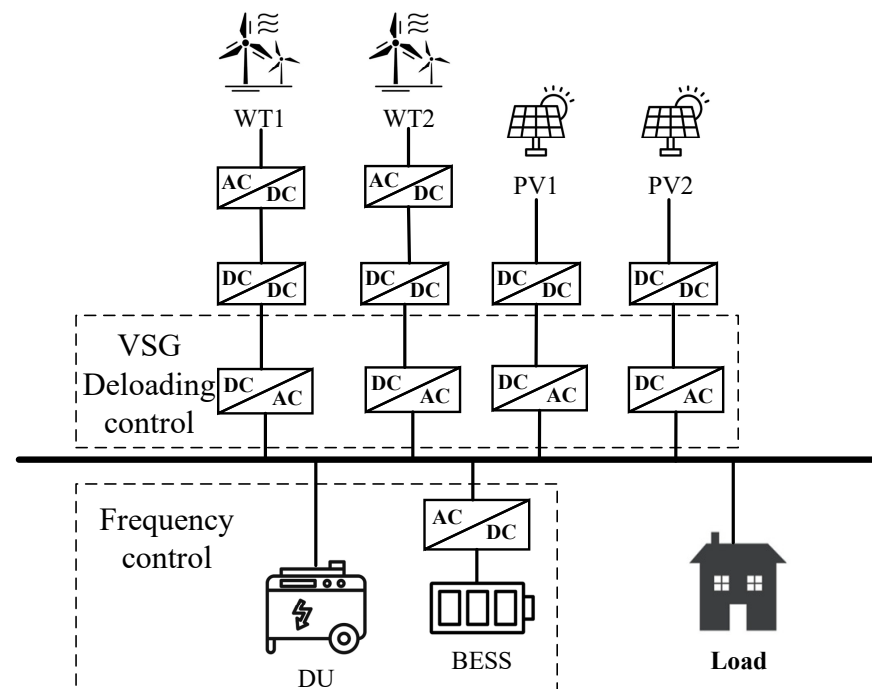 WT1
WT2
PV1
PV2
AC
DC
AC
DC
DC
DC
DC
DC
DC
DC
DC
DC
VSG
Deloading
control
DC
AC
DC
AC
DC
AC
DC
AC
Frequency
control
AC
DC
DU
BESS
Load